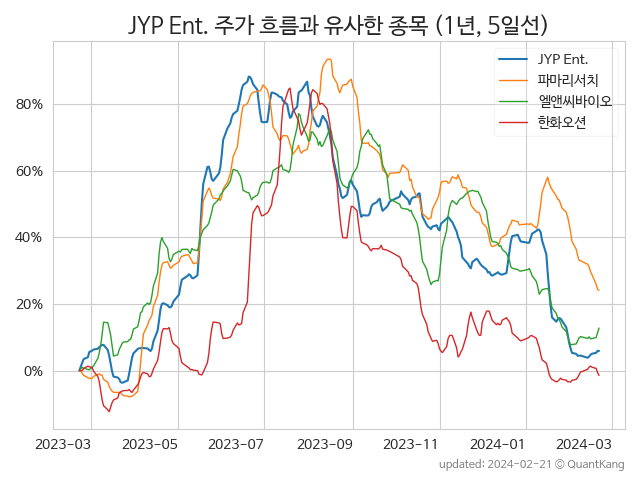 JYP Ent. 주가 흐름과 유사한 종목 (1년, 5일선)
JYP Ent.
파마리서치
엘앤씨바이오
한화오션
80%
60%
40%
20%
0%
2023-03 2023-05 2023-07 2023-09 2023-11 2024-01 2024-03
updated: 2024-02-21 © QuantKang